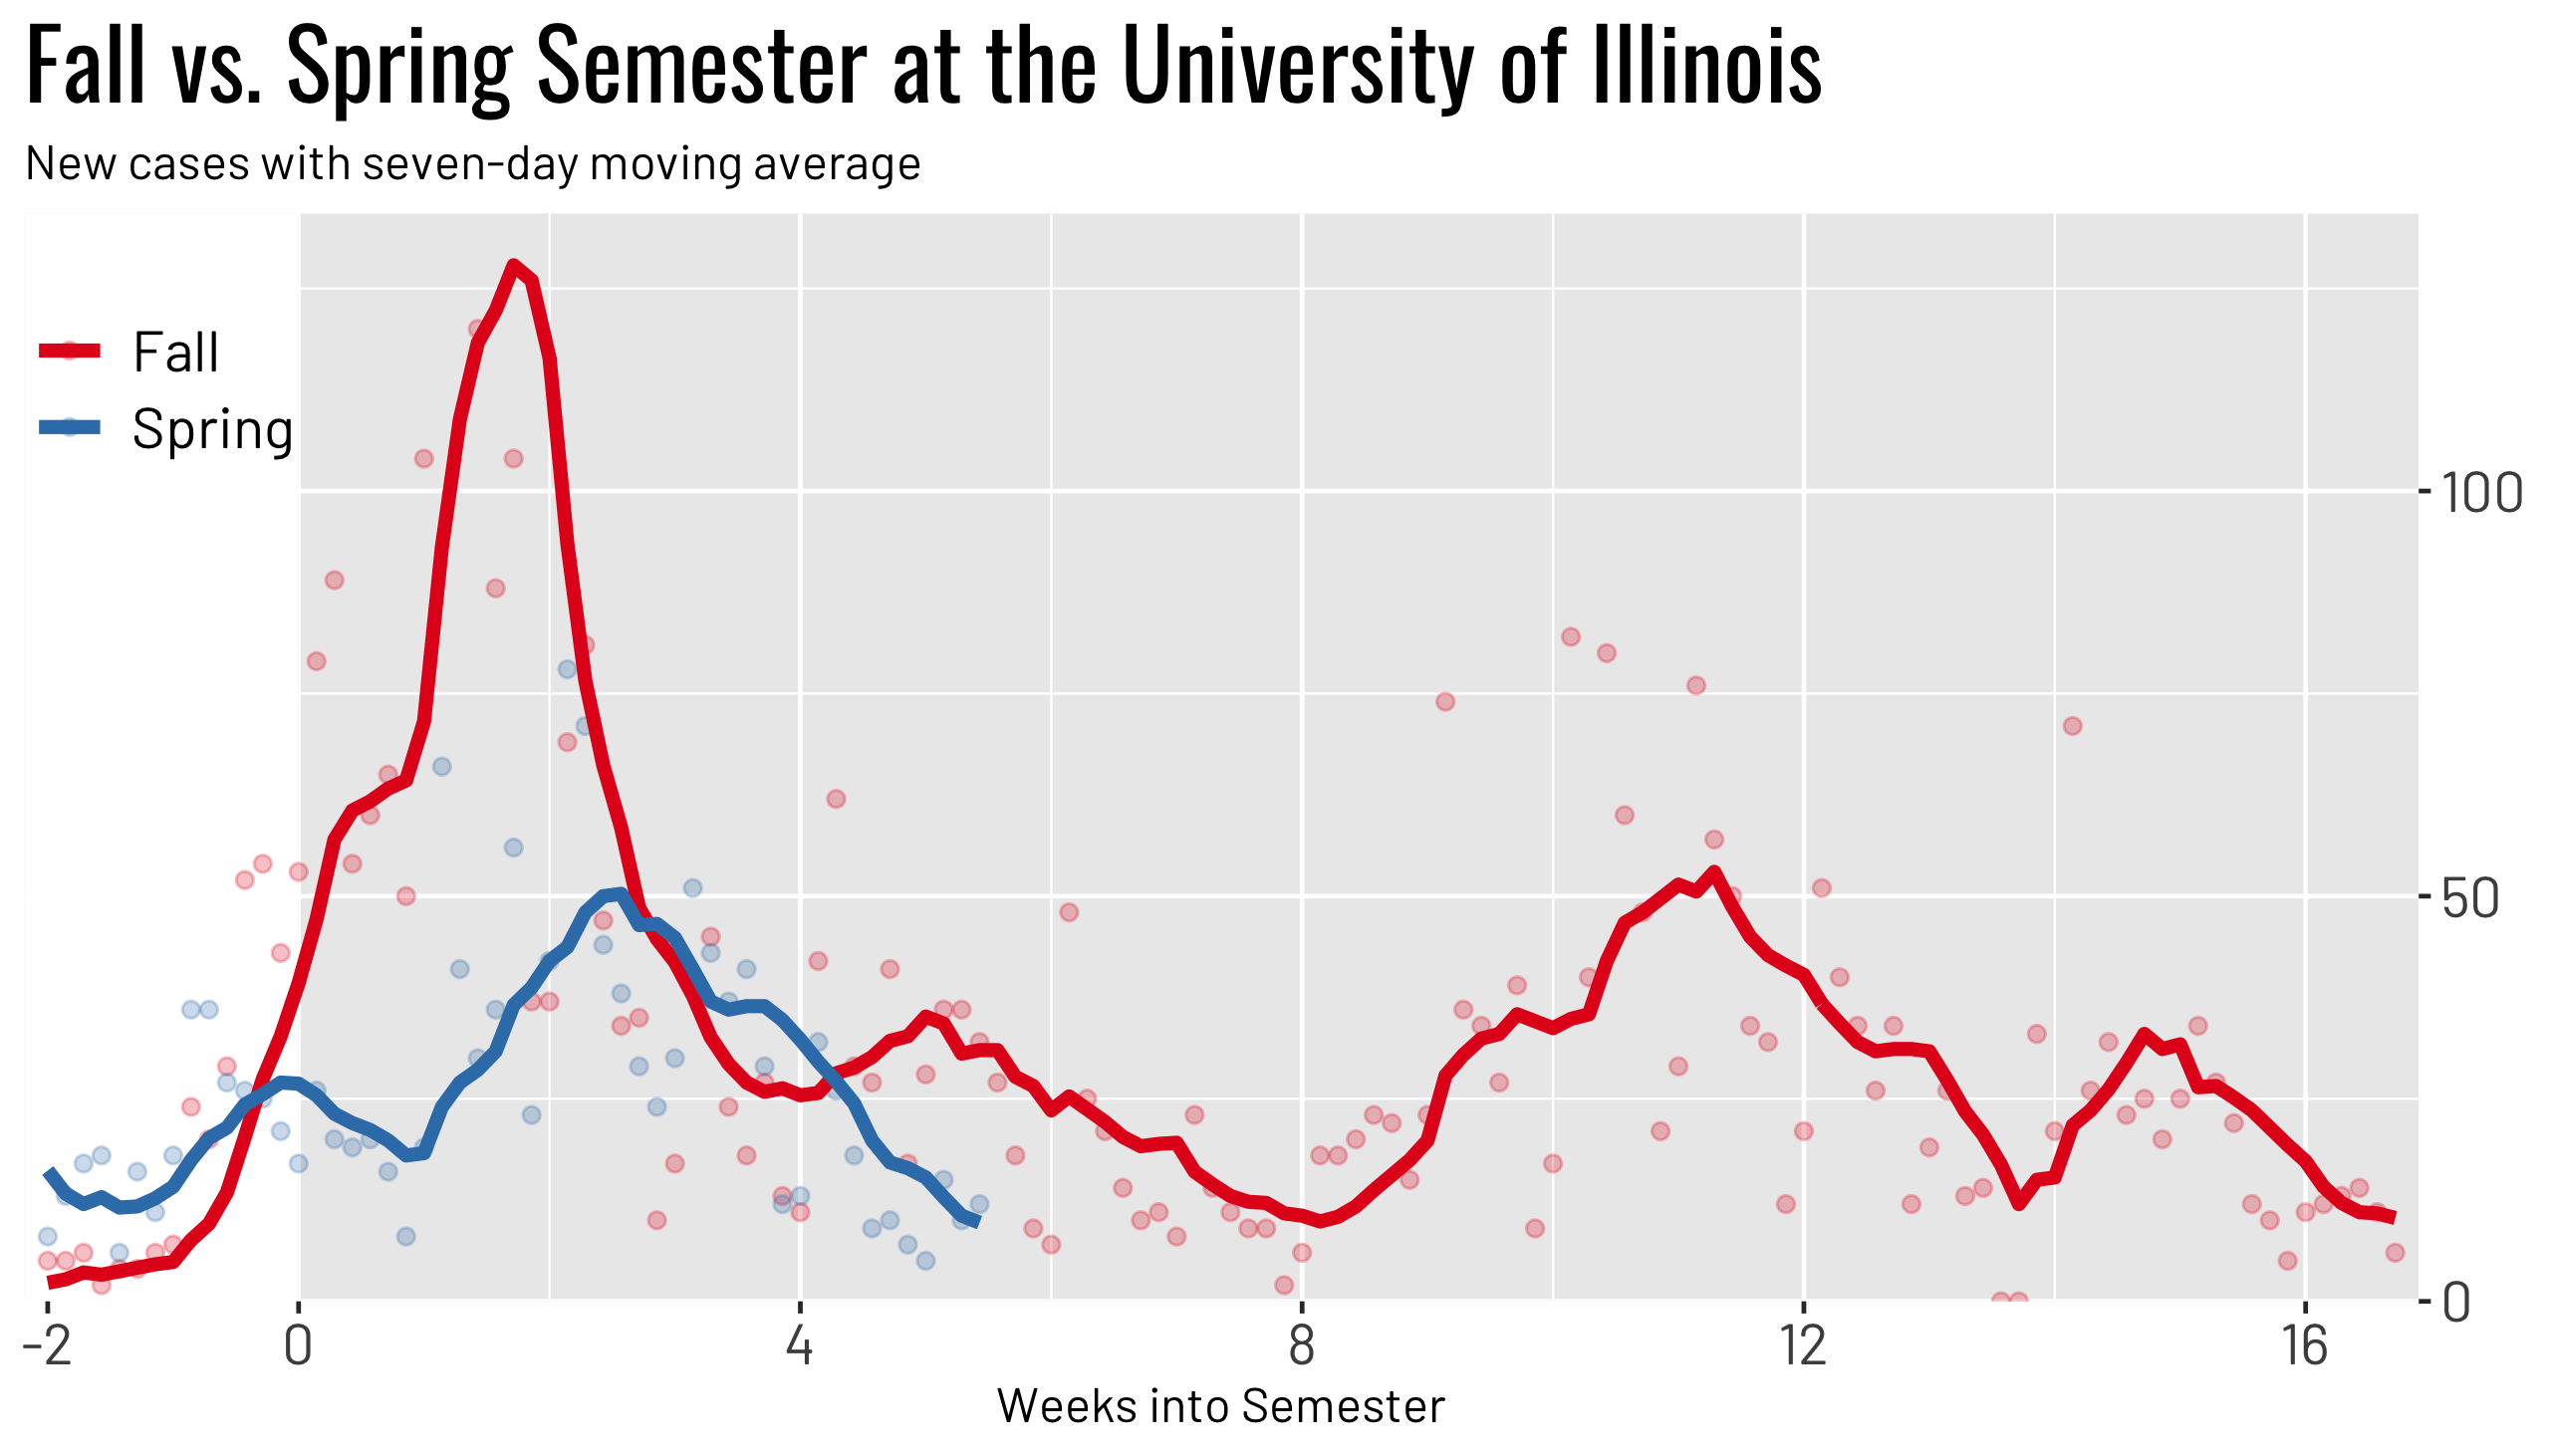 Fall vs. Spring Semester at the University of Illinois
New cases with seven-day moving average
Fall
Spring
100
50
0
-2 0 4 8 12 16
Weeks into Semester